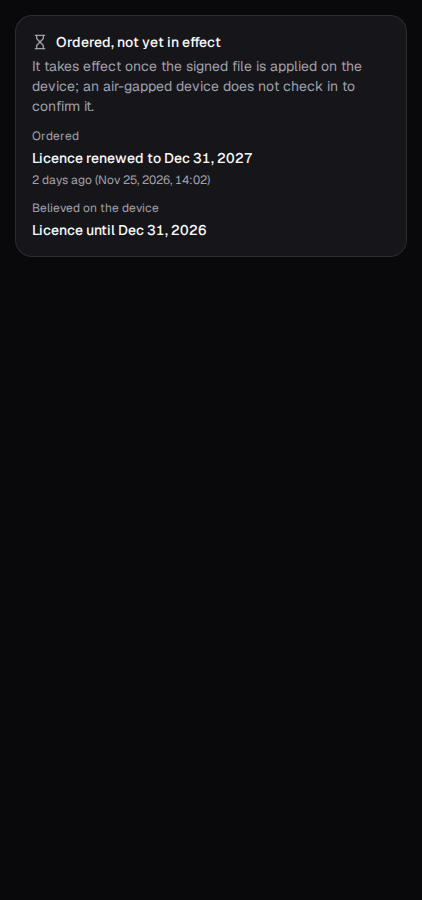 Ordered, not yet in effect
It takes effect once the signed file is applied on the
device; an air-gapped device does not check in to
confirm it.
Ordered
Licence renewed to Dec 31, 2027
2 days ago (Nov 25, 2026, 14:02)
Believed on the device
Licence until Dec 31, 2026